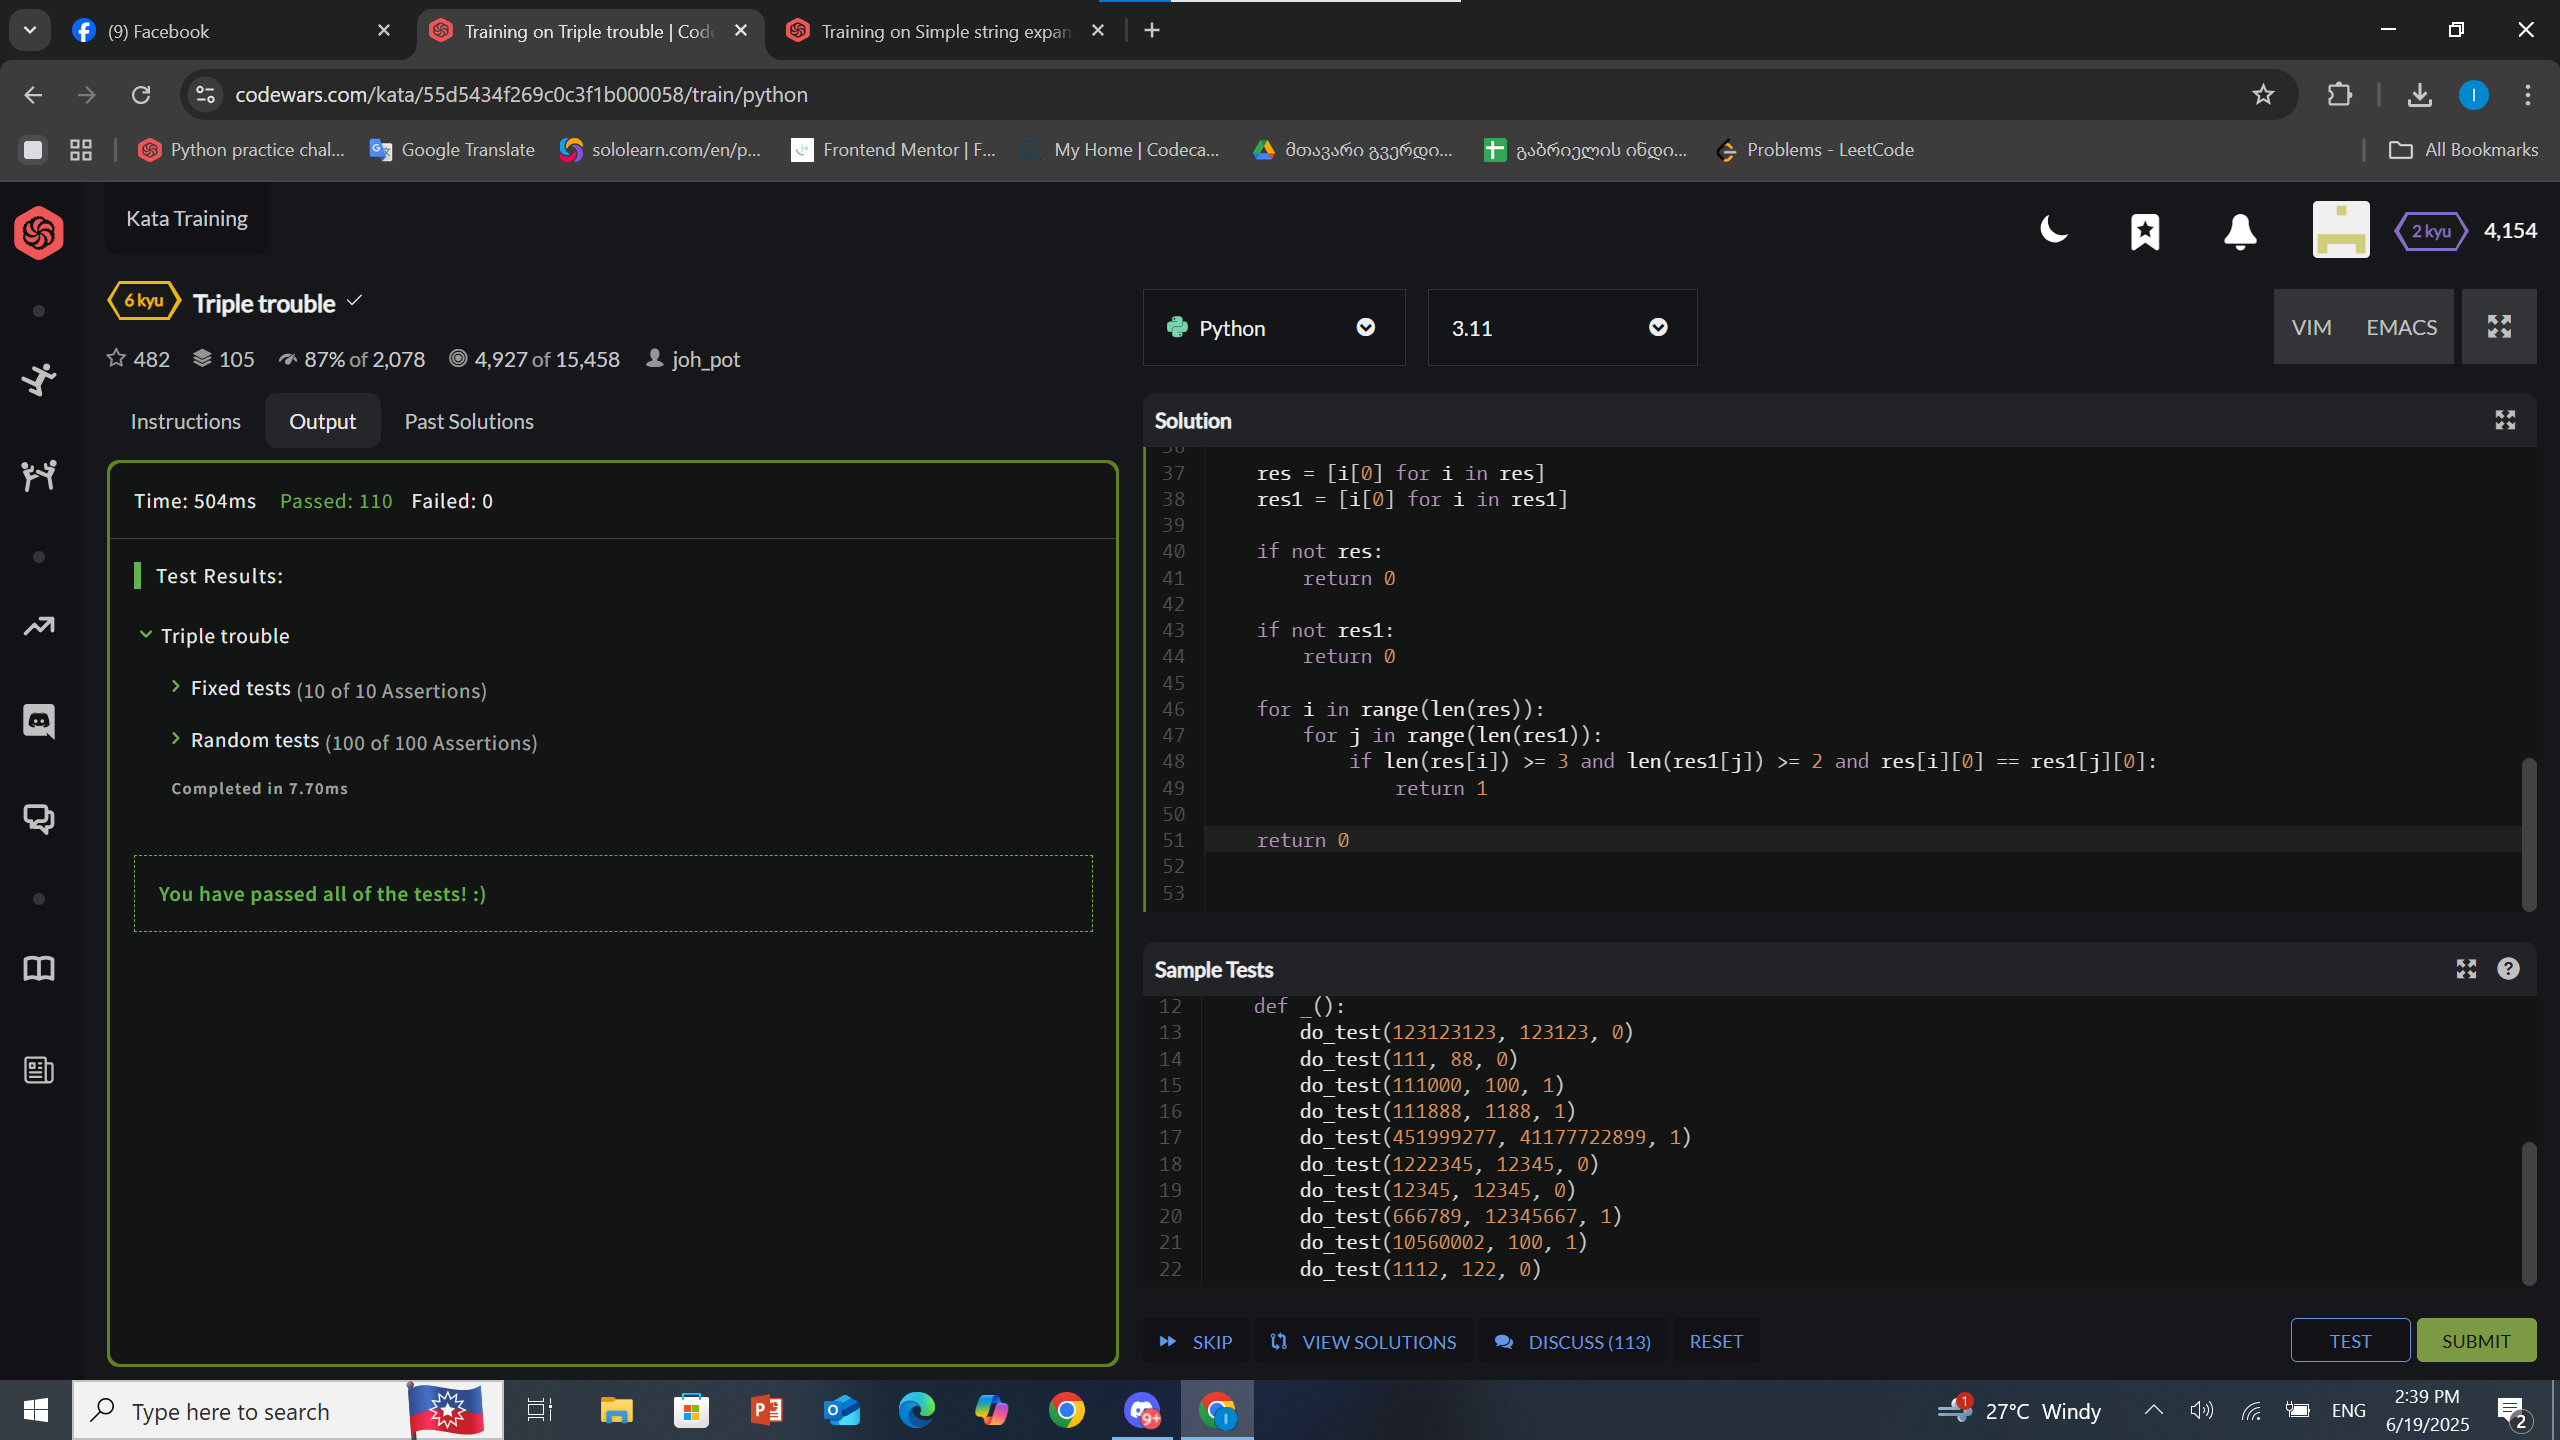 (9) Facebook
Training on Triple trouble | Code
Training on Simple string expan
codewars.com/kata/55d5434f269c0c3f1b000058/train/python
I
Python practice chal...
Google Translate
sololearn.com/en/p...
Frontend Mentor | F...
My Home | Codeca...
მთავარი გვერდი...
გაბრიელის ინდი...
Problems - LeetCode
All Bookmarks
Kata Training
2 kyu
4,154
6 kyu
Triple trouble
482
105
87% of 2,078
4,927 of 15,458
joh_pot
Python
3.11
VIM
EMACS
Instructions
Output
Past Solutions
Time: 504ms Passed: 110 Failed: 0
Test Results:
Triple trouble
Fixed tests (10 of 10 Assertions)
Random tests (100 of 100 Assertions)
Completed in 7.70ms
You have passed all of the tests! :)
Solution
36
37 res = [i[0] for i in res]
38 res1 = [i[0] for i in res1]
39
40 if not res:
41 return 0
42
43 if not res1:
44 return 0
45
46 for i in range(len(res)):
47 for j in range(len(res1)):
48 if len(res[i]) >= 3 and len(res1[j]) >= 2 and res[i][0] == res1[j][0]:
49 return 1
50
51 return 0
52
53
Sample Tests
12 def _():
13 do_test(123123123, 123123, 0)
14 do_test(111, 88, 0)
15 do_test(111000, 100, 1)
16 do_test(111888, 1188, 1)
17 do_test(451999277, 41177722899, 1)
18 do_test(1222345, 12345, 0)
19 do_test(12345, 12345, 0)
20 do_test(666789, 12345667, 1)
21 do_test(10560002, 100, 1)
22 do_test(1112, 122, 0)
SKIP
VIEW SOLUTIONS
DISCUSS (113)
RESET
TEST
SUBMIT
Type here to search
9+
I
1
27°C Windy
ENG
2:39 PM
6/19/2025
2